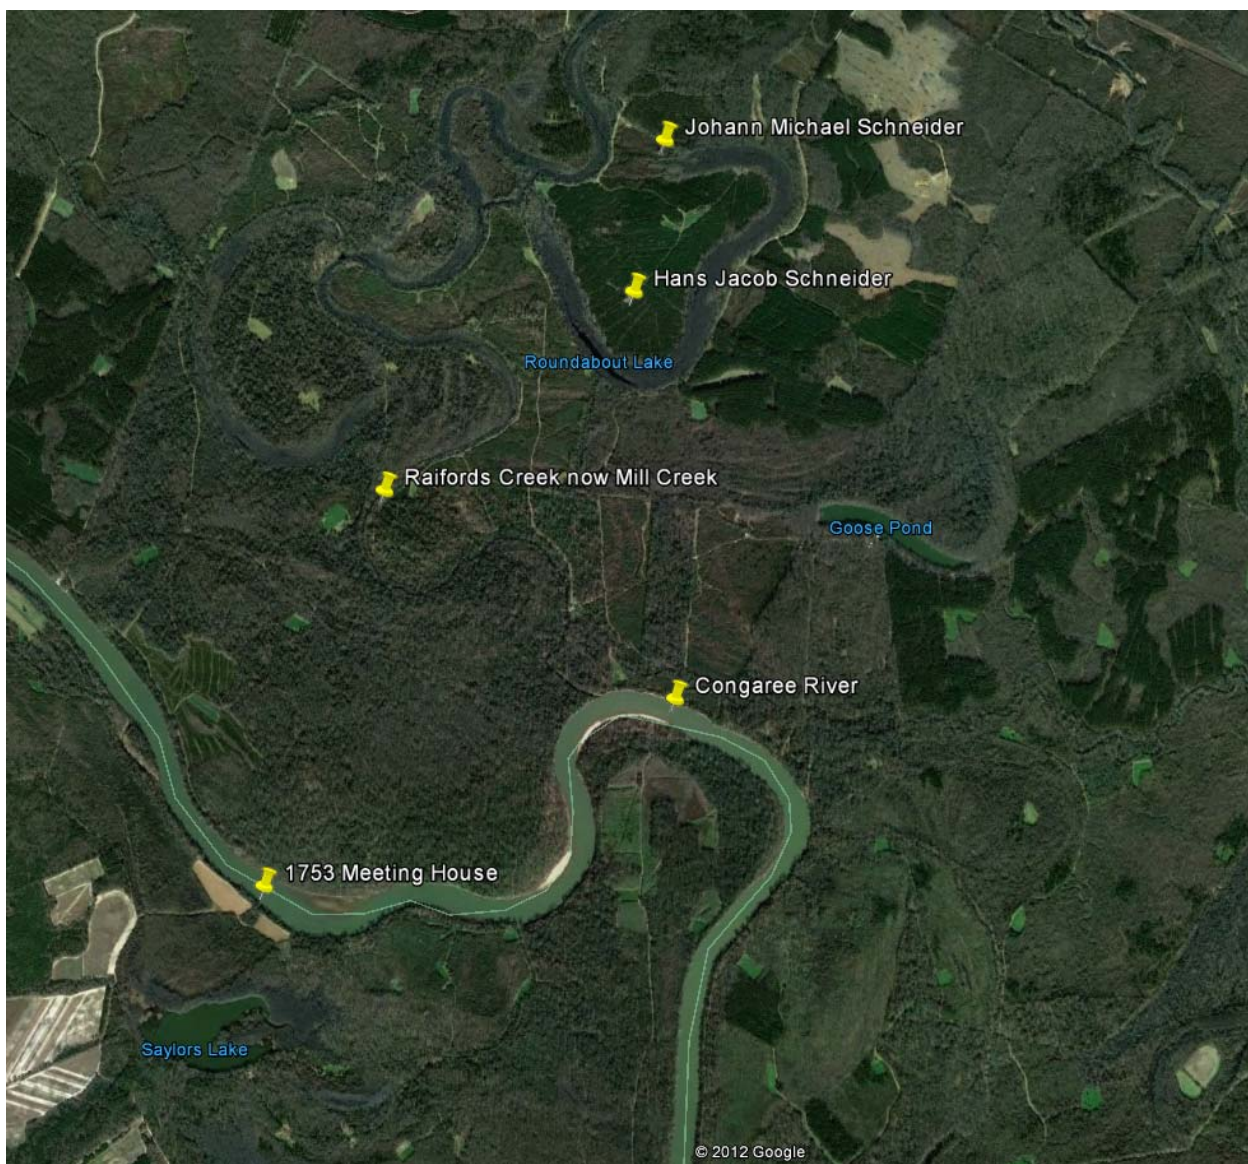 Johann Michael Schneider
Hans Jacob Schneider
Roundabout Lake
Raifords Creek now Mill Creek
Goose Pond
Congaree River
1753 Meeting House
Saylors Lake
© 2012 Google